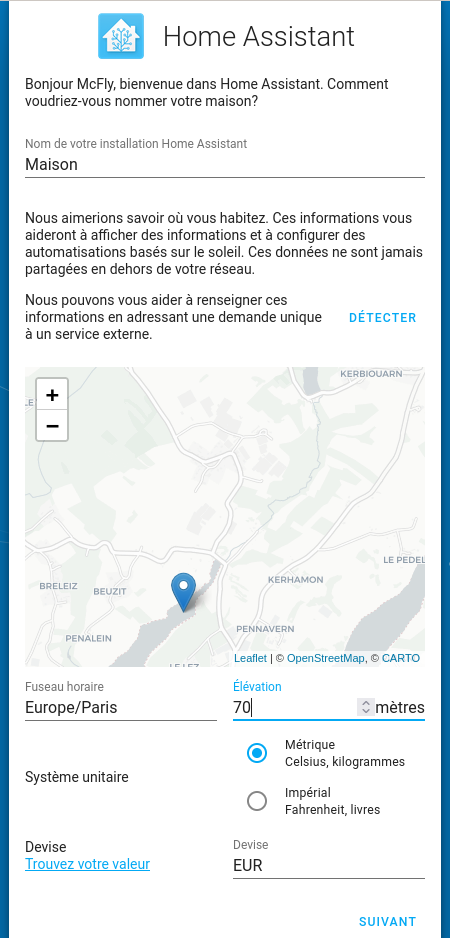 Home Assistant
Bonjour McFly, bienvenue dans Home Assistant. Comment
voudriez-vous nommer votre maison?
Nom de votre installation Home Assistant
Maison
Nous aimerions savoir où vous habitez. Ces informations vous
aideront à afficher des informations et à configurer des
automatisations basés sur le soleil. Ces données ne sont jamais
partagées en dehors de votre réseau.
Nous pouvons vous aider à renseigner ces
informations en adressant une demande unique
à un service externe.
DÉTECTER
+
−
KERBIOUARN
LE PEDEL
BRELEIZ
BEUZIT
KERHAMON
PENALEIN
PENNAVERN
Leaflet | © OpenStreetMap, © CARTO
Fuseau horaire
Europe/Paris
Élévation
70 mètres
Système unitaire
Métrique
Celsius, kilogrammes
Impérial
Fahrenheit, livres
Devise
Trouvez votre valeur
Devise
EUR
SUIVANT